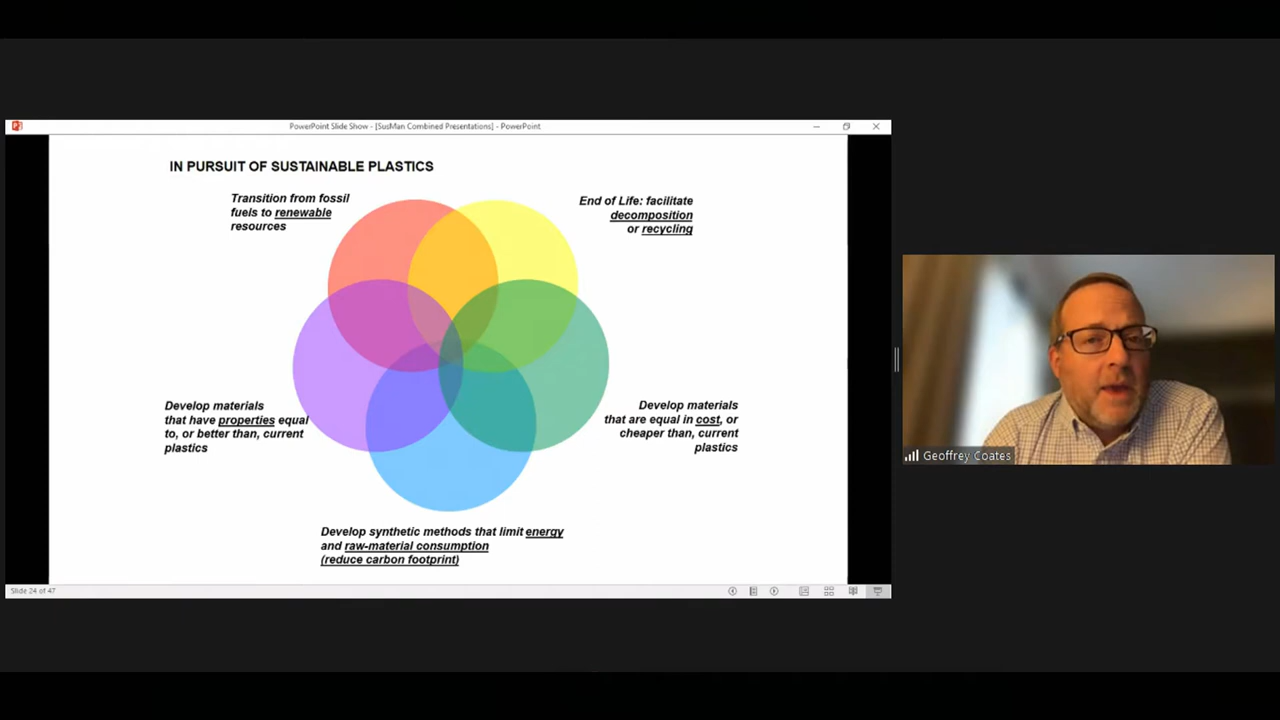 PowerPoint Slide Show - [SusMan Combined Presentations] - PowerPoint
IN PURSUIT OF SUSTAINABLE PLASTICS
Transition from fossil
fuels to renewable
resources
End of Life: facilitate
decomposition
or recycling
Develop materials
that have properties equal
to, or better than, current
plastics
Develop materials
that are equal in cost, or
cheaper than, current
plastics
Develop synthetic methods that limit energy
and raw-material consumption
(reduce carbon footprint)
Slide 24 of 47
Geoffrey Coates